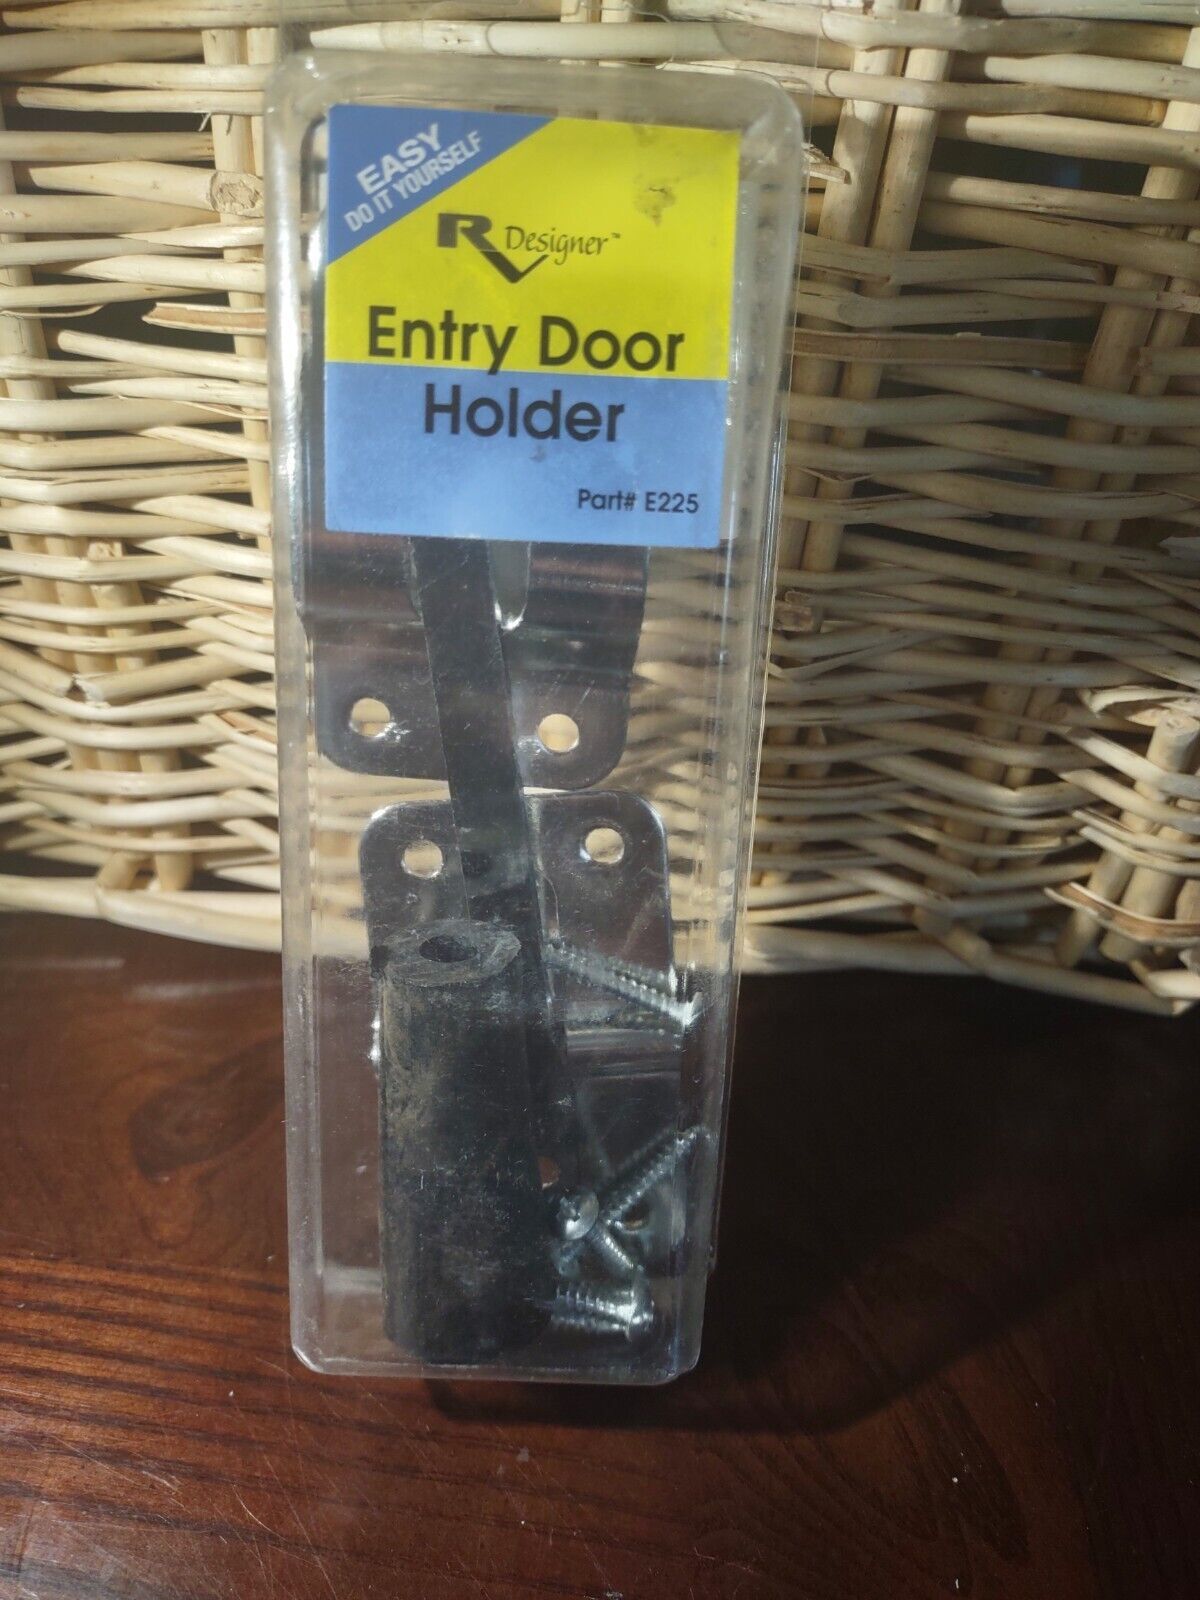 EASY
DO IT YOURSELF
RV Designer™
Entry Door
Holder
Part# E225